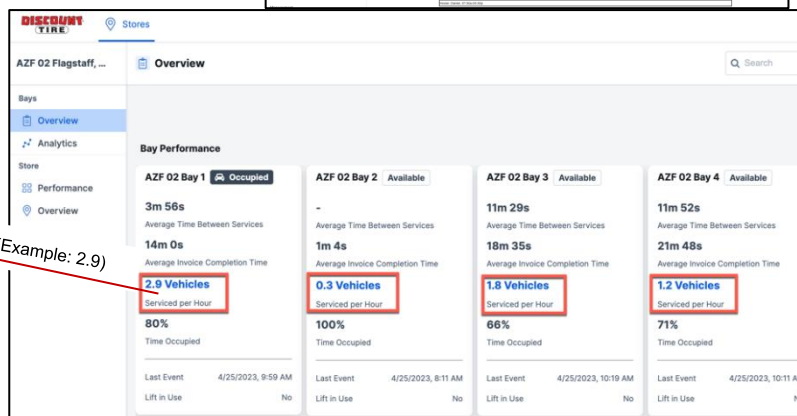 DISCOUNT
TIRE
Stores
AZF 02 Flagstaff, ...
Overview
Search
Bays
Overview
Analytics
Store
Performance
Overview
Bay Performance
AZF 02 Bay 1 Occupied
3m 56s
Average Time Between Services
14m 0s
Average Invoice Completion Time
2.9 Vehicles
Serviced per Hour
80%
Time Occupied
Last Event 4/25/2023, 9:59 AM
Lift in Use No
AZF 02 Bay 2 Available
-
Average Time Between Services
1m 4s
Average Invoice Completion Time
0.3 Vehicles
Serviced per Hour
100%
Time Occupied
Last Event 4/25/2023, 8:11 AM
Lift in Use No
AZF 02 Bay 3 Available
11m 29s
Average Time Between Services
18m 35s
Average Invoice Completion Time
1.8 Vehicles
Serviced per Hour
66%
Time Occupied
Last Event 4/25/2023, 10:19 AM
Lift in Use No
AZF 02 Bay 4 Available
11m 52s
Average Time Between Services
21m 48s
Average Invoice Completion Time
1.2 Vehicles
Serviced per Hour
71%
Time Occupied
Last Event 4/25/2023, 10:11 A
Lift in Use
Example: 2.9)